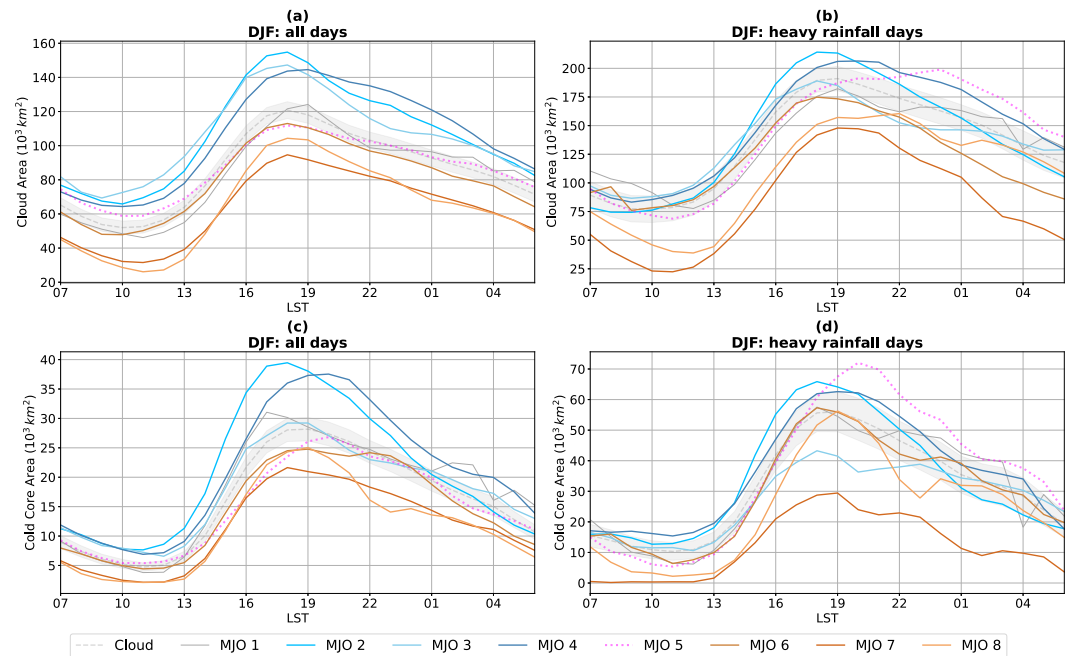 (a)
DJF: all days
160
140
120
100
80
60
40
20
Cloud Area (10³ km²)
07 10 13 16 19 22 01 04
LST
(b)
DJF: heavy rainfall days
200
175
150
125
100
75
50
25
Cloud Area (10³ km²)
07 10 13 16 19 22 01 04
LST
(c)
DJF: all days
40
35
30
25
20
15
10
5
Cold Core Area (10³ km²)
07 10 13 16 19 22 01 04
LST
(d)
DJF: heavy rainfall days
70
60
50
40
30
20
10
0
Cold Core Area (10³ km²)
07 10 13 16 19 22 01 04
LST
Cloud MJO 1 MJO 2 MJO 3 MJO 4 MJO 5 MJO 6 MJO 7 MJO 8